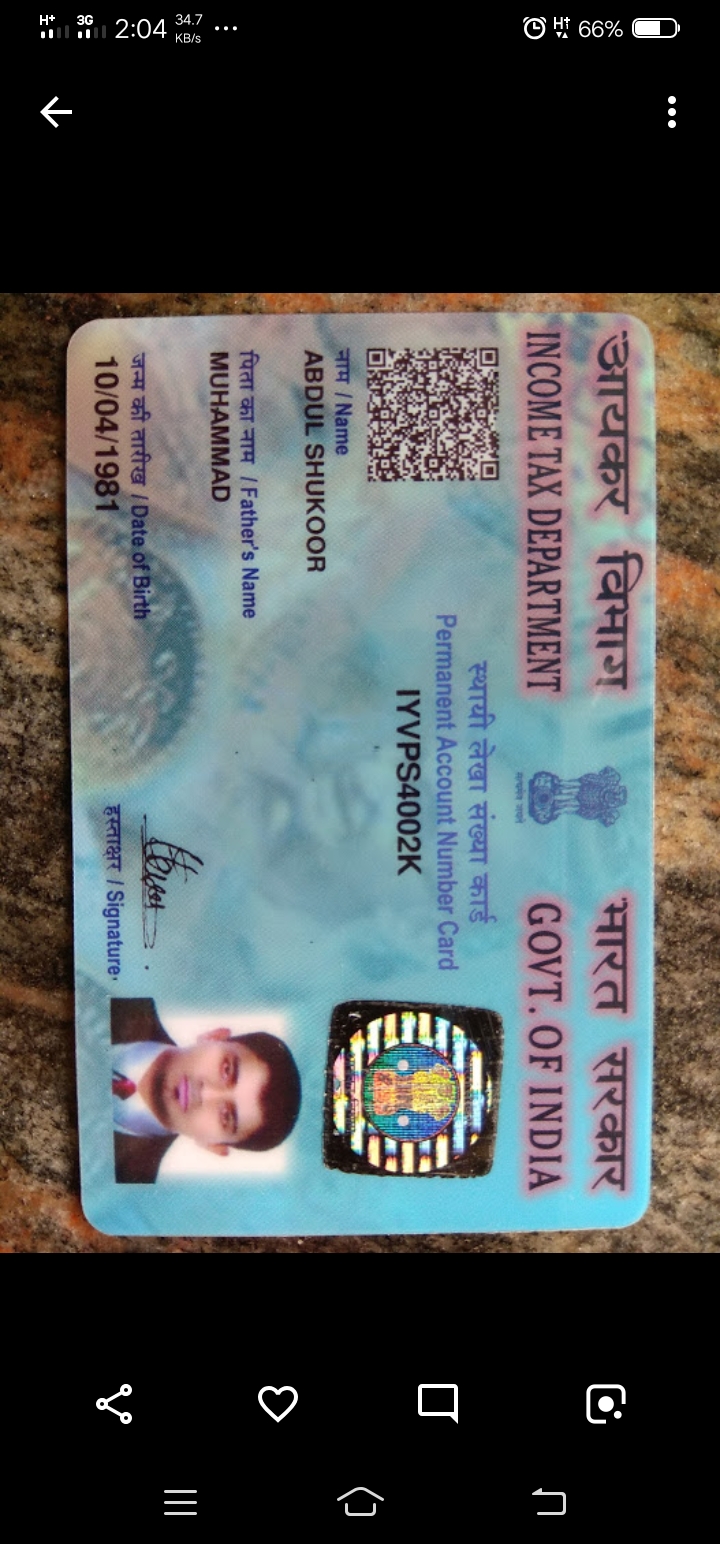 H+ 3G 2:04 34.7 KB/s ... H+ 66%
आयकर विभाग भारत सरकार
INCOME TAX DEPARTMENT GOVT. OF INDIA
सत्यमेव जयते
स्थायी लेखा संख्या कार्ड
Permanent Account Number Card
IYVPS4002K
नाम / Name
ABDUL SHUKOOR
पिता का नाम / Father's Name
MUHAMMAD
जन्म की तारीख / Date of Birth
10/04/1981
हस्ताक्षर / Signature